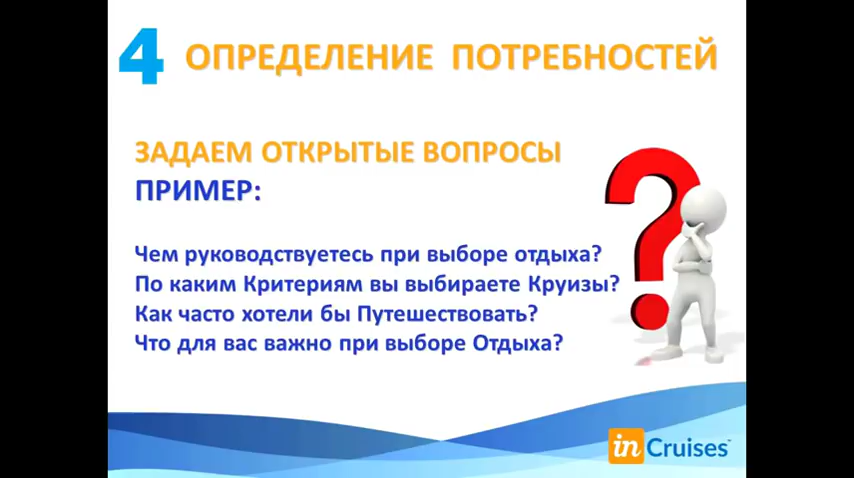 4 ОПРЕДЕЛЕНИЕ ПОТРЕБНОСТЕЙ
ЗАДАЕМ ОТКРЫТЫЕ ВОПРОСЫ
ПРИМЕР:
Чем руководствуетесь при выборе отдыха?
По каким Критериям вы выбираете Круизы?
Как часто хотели бы Путешествовать?
Что для вас важно при выборе Отдыха?
?
inCruises™